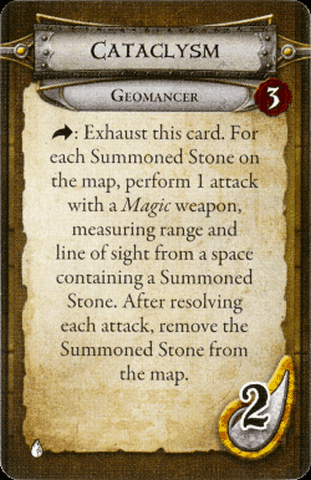 CATACLYSM
GEOMANCER
3
: Exhaust this card. For
each Summoned Stone on
the map, perform 1 attack
with a Magic weapon,
measuring range and
line of sight from a space
containing a Summoned
Stone. After resolving
each attack, remove the
Summoned Stone from
the map.
2